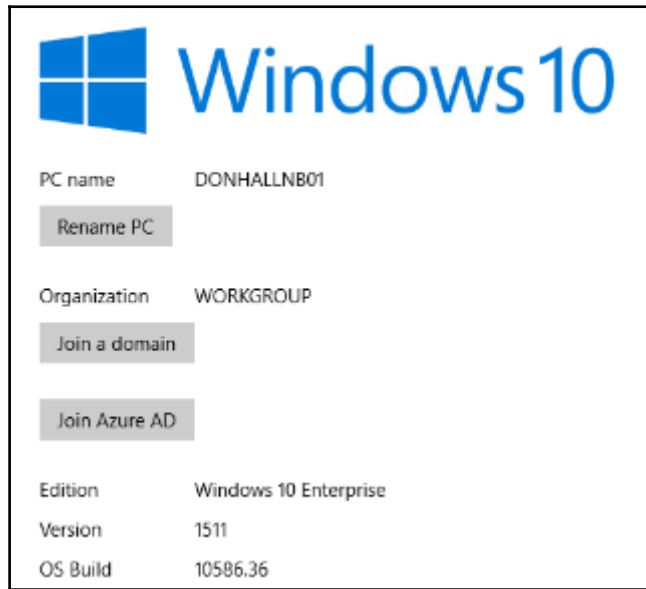 Windows 10
PC name DONHALLNB01
Rename PC
Organization WORKGROUP
Join a domain
Join Azure AD
Edition Windows 10 Enterprise
Version 1511
OS Build 10586.36